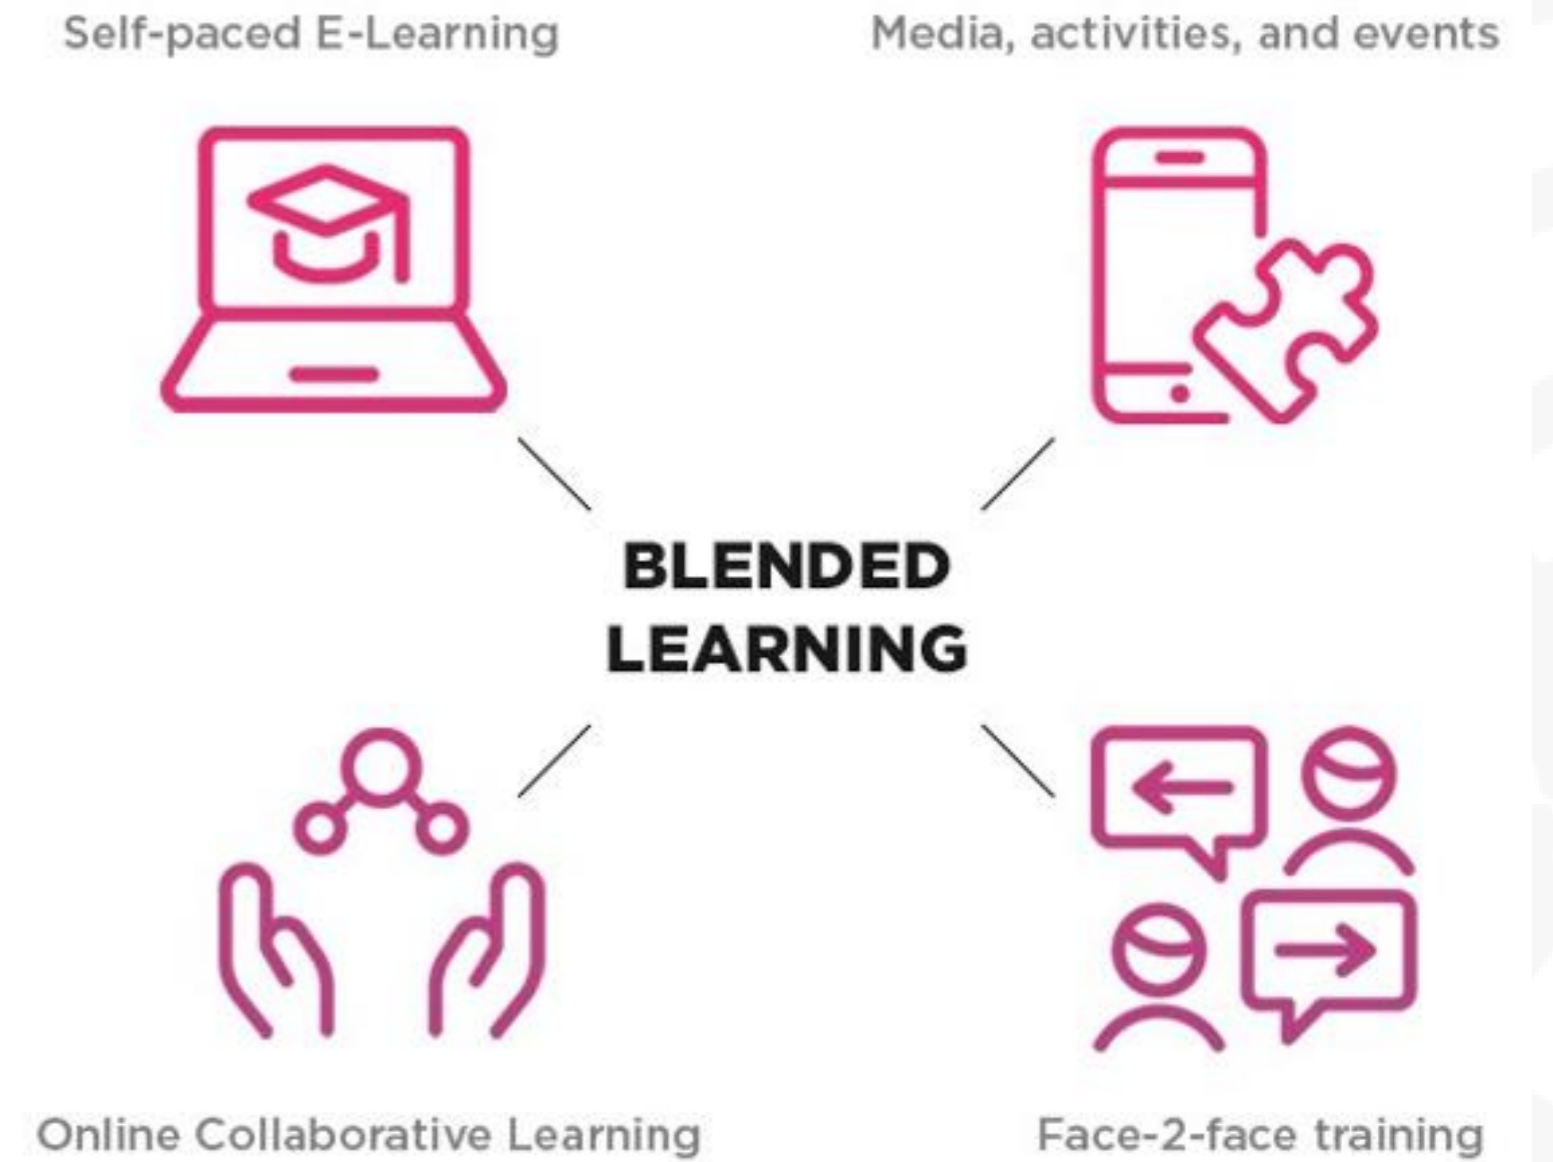 Self-paced E-Learning
Media, activities, and events
BLENDED
LEARNING
Online Collaborative Learning
Face-2-face training